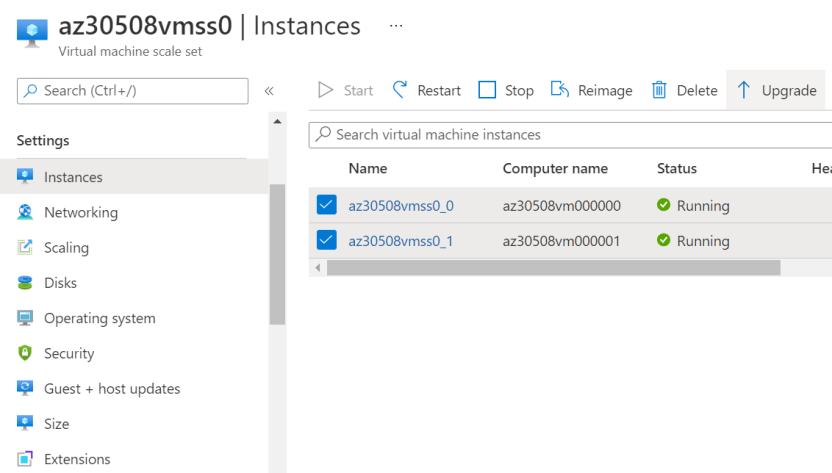 az30508vmss0 | Instances ...
Virtual machine scale set
Search (Ctrl+/)
«
Start Restart Stop Reimage Delete Upgrade
Settings
Instances
Networking
Scaling
Disks
Operating system
Security
Guest + host updates
Size
Extensions
Search virtual machine instances
Name Computer name Status Hea
az30508vmss0_0 az30508vm000000 Running
az30508vmss0_1 az30508vm000001 Running